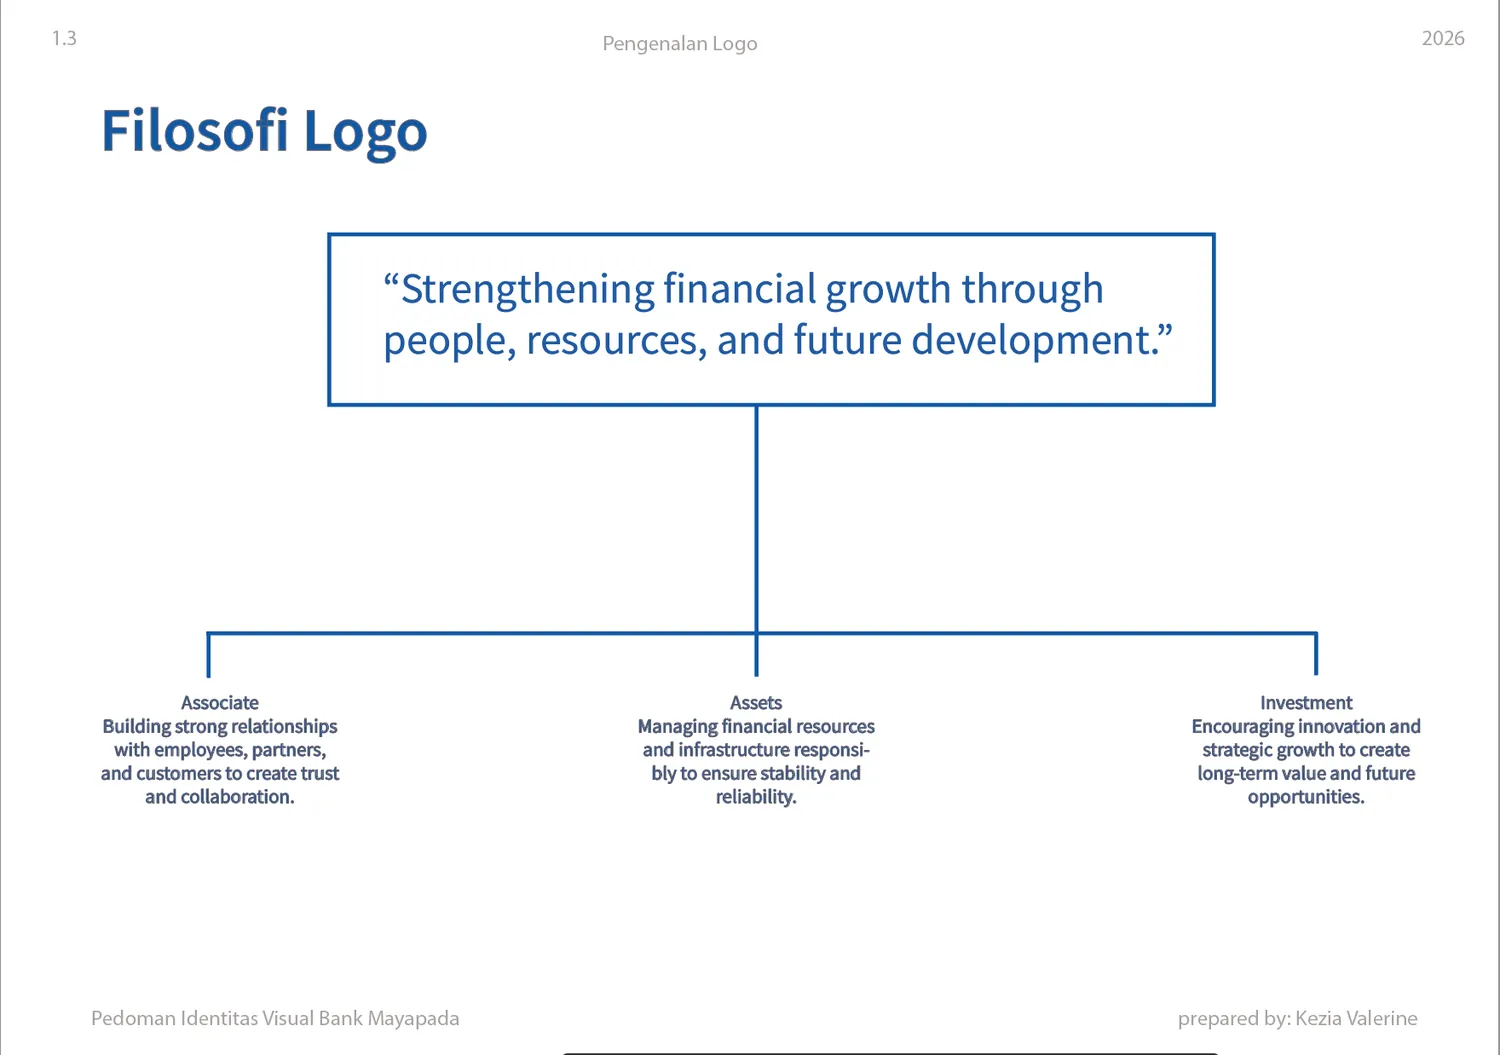 1.3
Pengenalan Logo
2026
Filosofi Logo
“Strengthening financial growth through
people, resources, and future development.”
Associate
Building strong relationships
with employees, partners,
and customers to create trust
and collaboration.
Assets
Managing financial resources
and infrastructure responsi-
bly to ensure stability and
reliability.
Investment
Encouraging innovation and
strategic growth to create
long-term value and future
opportunities.
Pedoman Identitas Visual Bank Mayapada
prepared by: Kezia Valerine